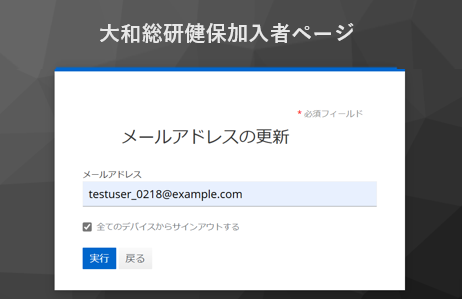 大和総研健保加入者ページ
* 必須フィールド
メールアドレスの更新
メールアドレス
testuser_0218@example.com
全てのデバイスからサインアウトする
実行 戻る